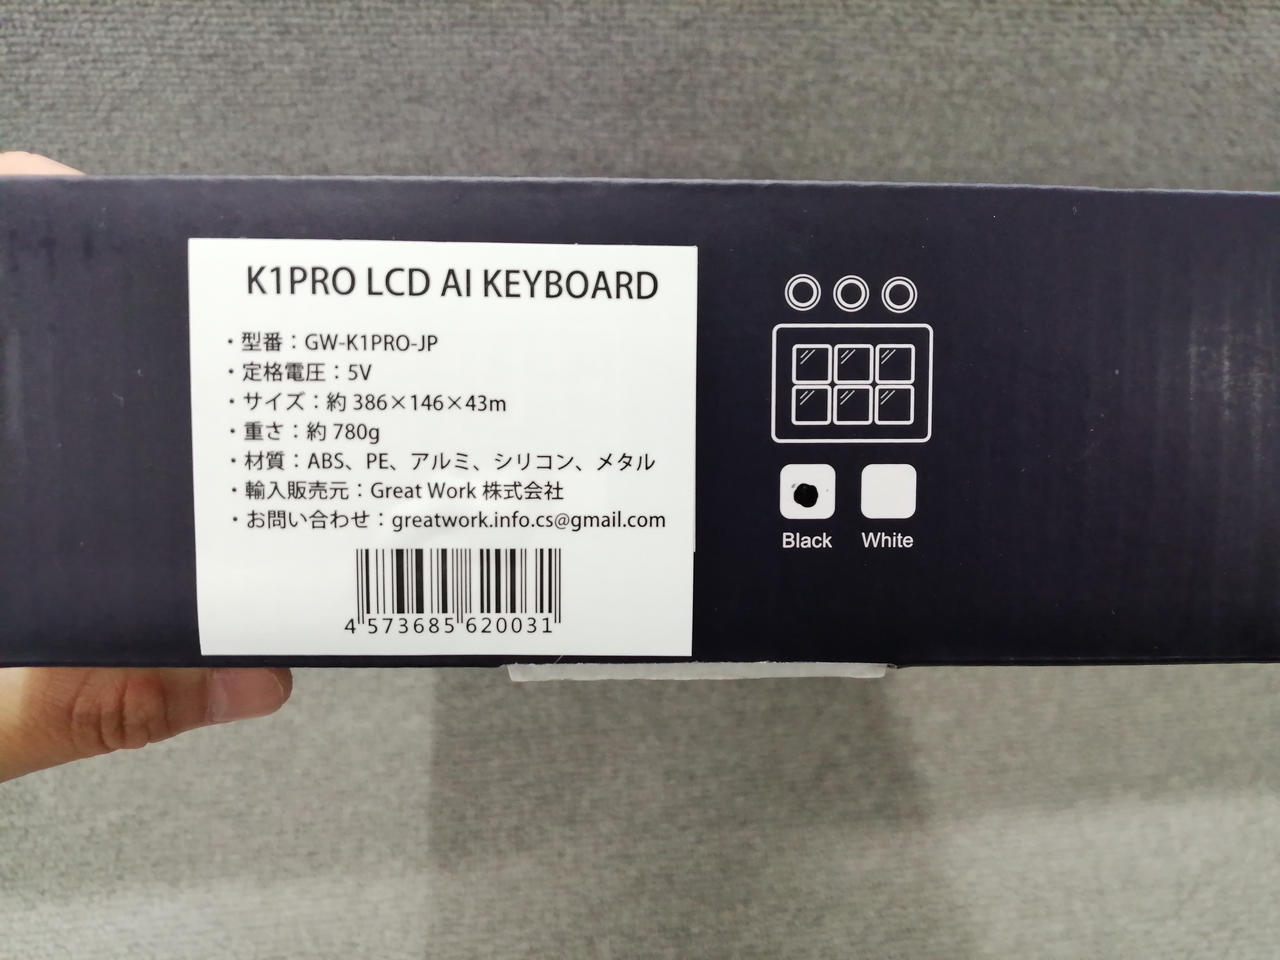 K1PRO LCD AI KEYBOARD
・型番：GW-K1PRO-JP
・定格電圧：5V
・サイズ：約 386×146×43m
・重さ：約 780g
・材質：ABS、PE、アルミ、シリコン、メタル
・輸入販売元：Great Work 株式会社
・お問い合わせ：greatwork.info.cs@gmail.com
4 573685 620031
Black White